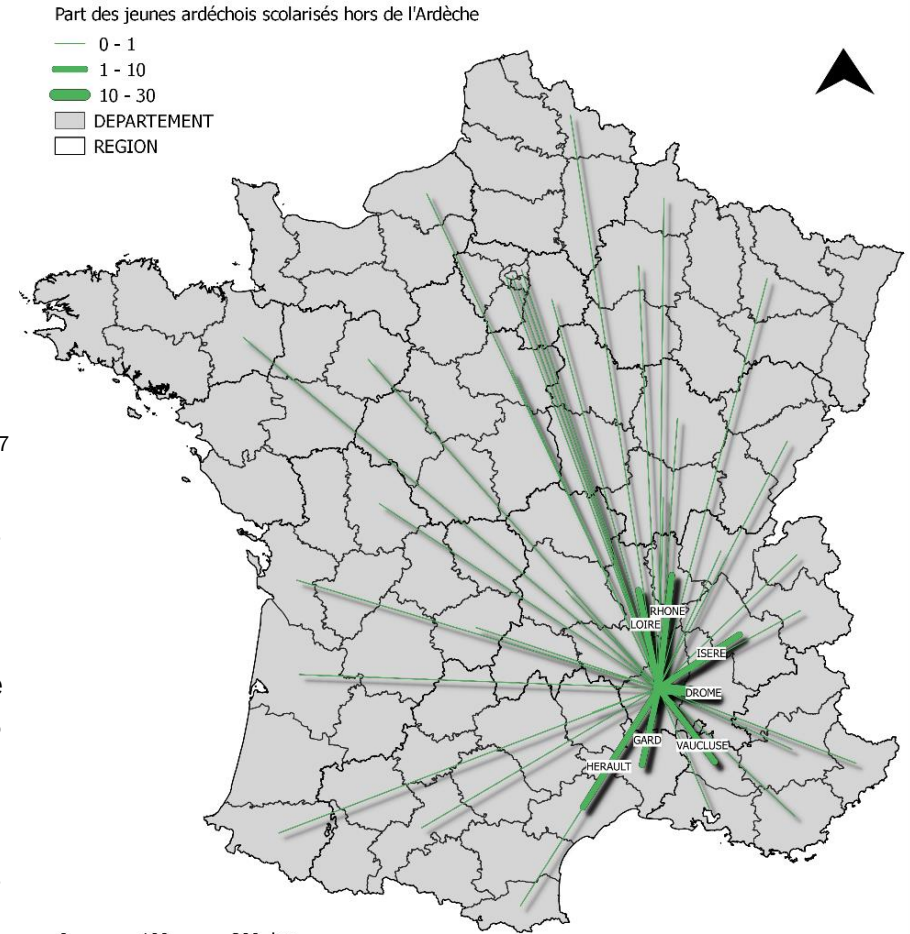 Part des jeunes ardéchois scolarisés hors de l'Ardèche
0 - 1
1 - 10
10 - 30
DEPARTEMENT
REGION
7
RHONE
LOIRE
ISERE
DROME
GARD
VAUCLUSE
HERAULT